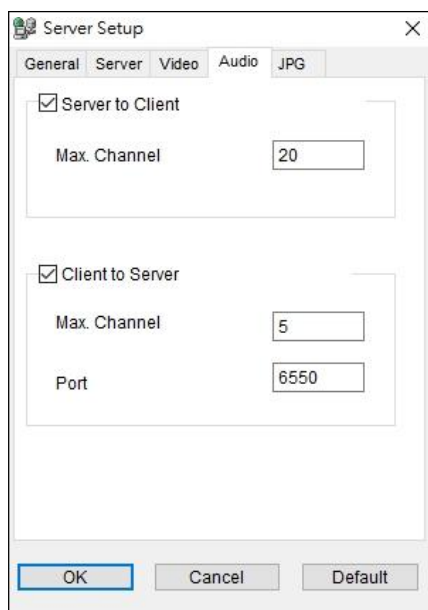 Server Setup
General Server Video Audio JPG
Server to Client
Max. Channel 20
Client to Server
Max. Channel 5
Port 6550
OK Cancel Default